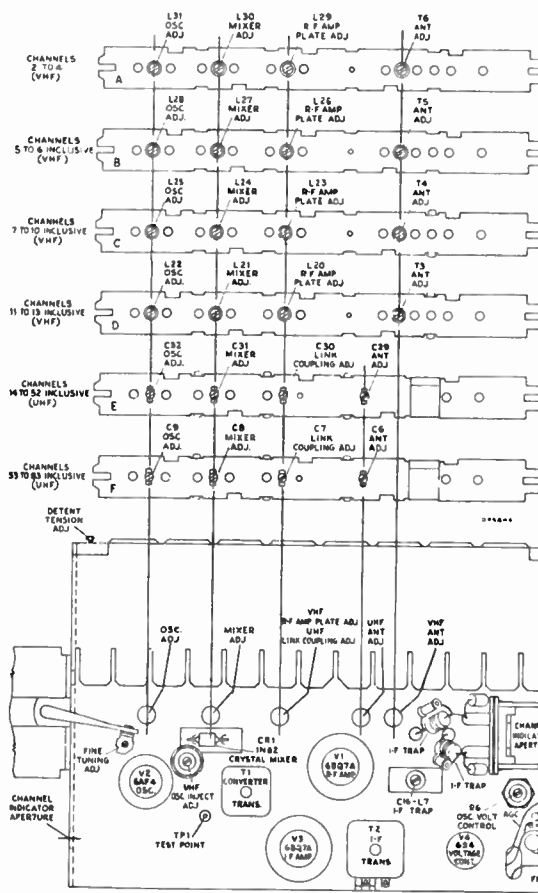 L31
OSC
ADJ
L30
MIXER
ADJ
L29
R-F AMP
PLATE ADJ
T6
ANT
ADJ
CHANNELS
2 TO 4
(VHF)
A
L28
OSC
ADJ.
L27
MIXER
ADJ.
L26
R-F AMP
PLATE ADJ.
T5
ANT
ADJ
CHANNELS
5 TO 6 INCLUSIVE
(VHF)
B
L25
OSC
ADJ.
L24
MIXER
ADJ.
L23
R-F AMP
PLATE ADJ
T4
ANT
ADJ
CHANNELS
7 TO 10 INCLUSIVE
(VHF)
C
L22
OSC
ADJ.
L21
MIXER
ADJ.
L20
R-F AMP
PLATE ADJ
T3
ANT
ADJ
CHANNELS
11 TO 13 INCLUSIVE
(VHF)
D
C32
OSC
ADJ.
C31
MIXER
ADJ
C30
LINK
COUPLING ADJ
C29
ANT
ADJ
CHANNELS
14 TO 52 INCLUSIVE
(UHF)
E
C9
OSC
ADJ.
C8
MIXER
ADJ.
C7
LINK
COUPLING ADJ
C6
ANT
ADJ
CHANNELS
53 TO 83 INCLUSIVE
(UHF)
F
DETENT
TENSION
ADJ
OSC.
ADJ
MIXER
ADJ
VHF
R-F AMP PLATE ADJ
UHF
LINK COUPLING ADJ
UHF
ANT
ADJ
VHF
ANT
ADJ
FINE
TUNING
ADJ
CR1
1N82
CRYSTAL MIXER
I-F TRAP
I-F TRAP
V2
6AF4
OSC.
UHF
OSC INJECT
ADJ
T1
CONVERTER
TRANS.
V1
6BQ7A
R-F AMP
C16-L7
I-F TRAP
R6
OSC VOLT
CONTROL
AGC
CHANNEL INDICATOR
APERTURE
TP1
TEST POINT
V3
6BQ7A
I-F AMP
T2
I-F
TRANS
V4
6S4
VOLTAGE
CONT.